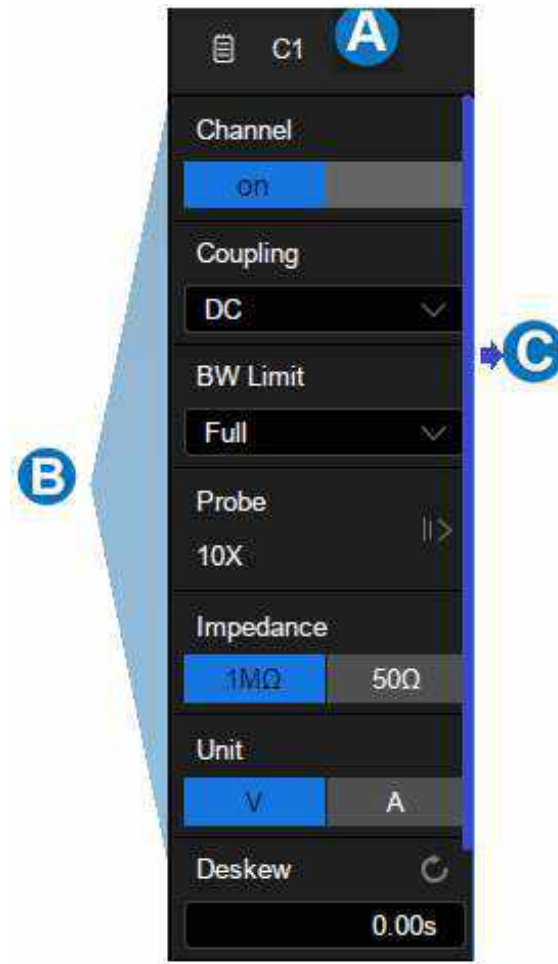 A
C1
Channel
on
Coupling
DC
C
BW Limit
Full
B
Probe
10X
Impedance
1MΩ 50Ω
Unit
V A
Deskew
0.00s